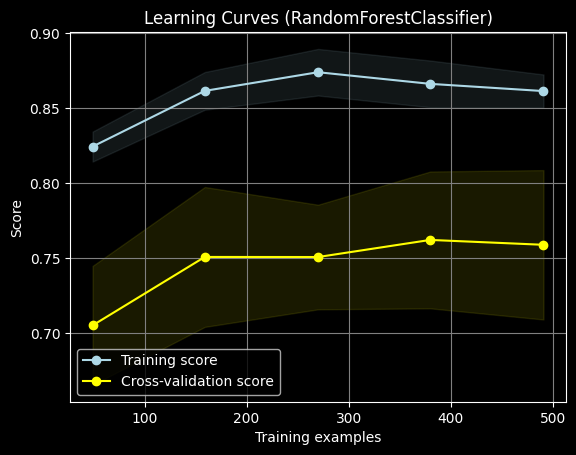 Learning Curves (RandomForestClassifier)
0.90
0.85
0.80
0.75
0.70
Score
Training score
Cross-validation score
100
200
300
400
500
Training examples